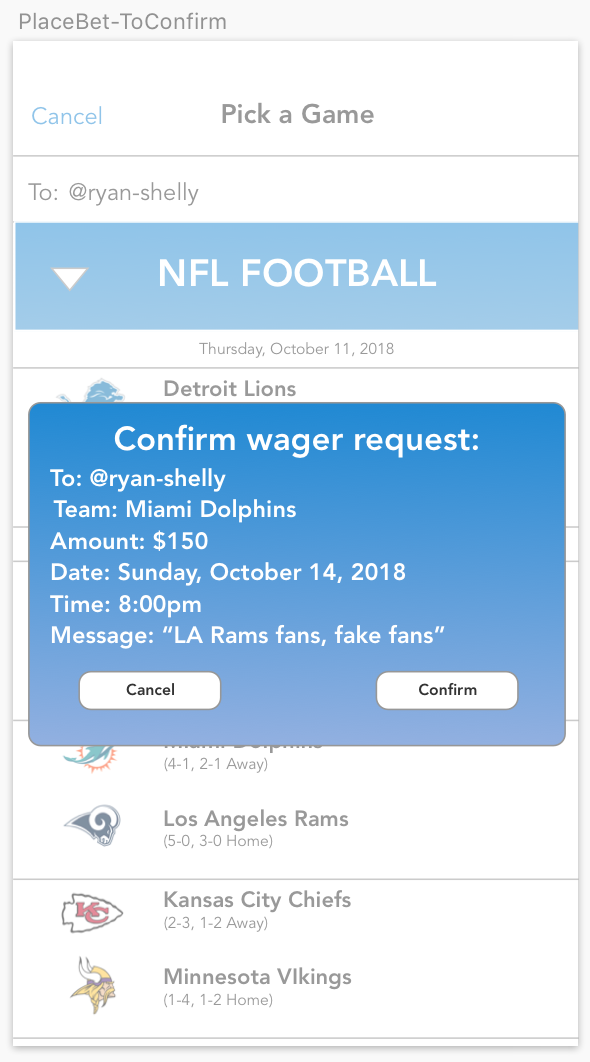 PlaceBet-ToConfirm
Cancel
Pick a Game
To: @ryan-shelly
NFL FOOTBALL
Thursday, October 11, 2018
Detroit Lions
Confirm wager request:
To: @ryan-shelly
Team: Miami Dolphins
Amount: $150
Date: Sunday, October 14, 2018
Time: 8:00pm
Message: “LA Rams fans, fake fans”
Cancel
Confirm
Miami Dolphins
(4-1, 2-1 Away)
Los Angeles Rams
(5-0, 3-0 Home)
KC
Kansas City Chiefs
(2-3, 1-2 Away)
Minnesota VIkings
(1-4, 1-2 Home)